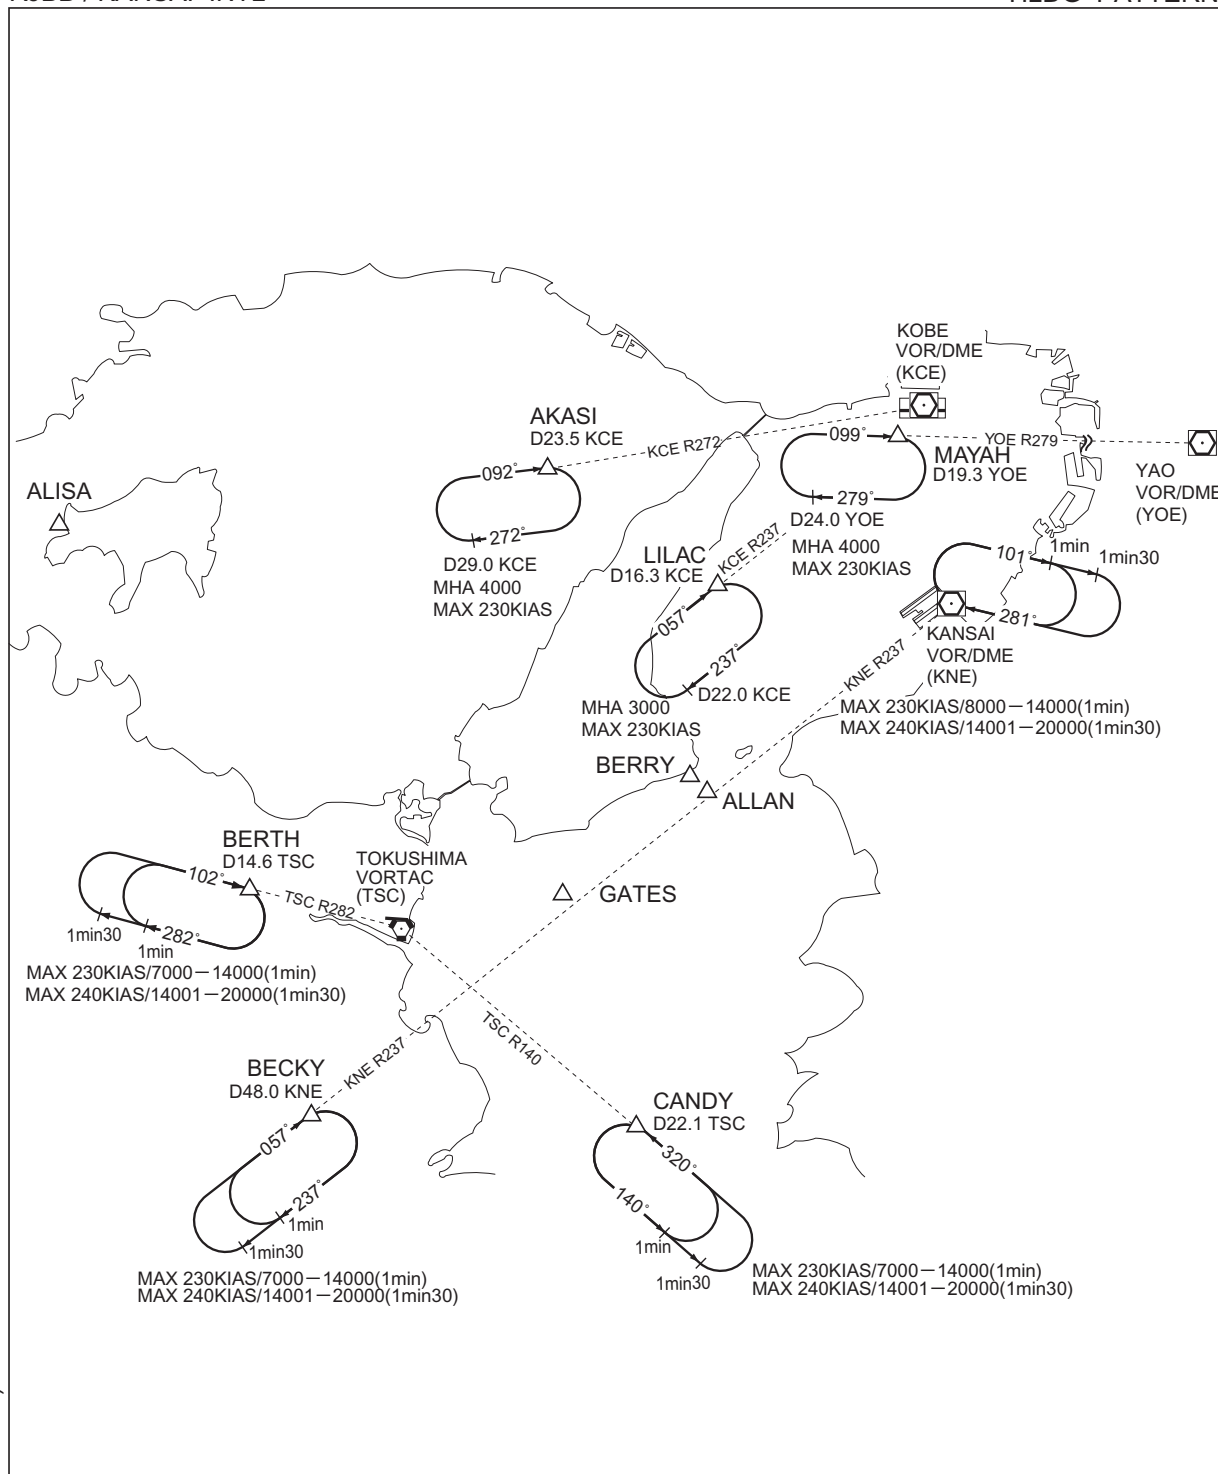 KOBE
VOR/DME
(KCE)
AKASI
D23.5 KCE
KCE R272
099°
YOE R279
MAYAH
D19.3 YOE
YAO
VOR/DME
(YOE)
092°
272°
D29.0 KCE
MHA 4000
MAX 230KIAS
ALISA
279°
D24.0 YOE
MHA 4000
MAX 230KIAS
LILAC
D16.3 KCE
KCE R237
057°
237°
D22.0 KCE
MHA 3000
MAX 230KIAS
101°
1min
1min30
281°
KANSAI
VOR/DME
(KNE)
KNE R237
MAX 230KIAS/8000－14000(1min)
MAX 240KIAS/14001－20000(1min30)
BERRY
ALLAN
GATES
BERTH
D14.6 TSC
102°
TSC R282
282°
1min30
1min
MAX 230KIAS/7000－14000(1min)
MAX 240KIAS/14001－20000(1min30)
TOKUSHIMA
VORTAC
(TSC)
TSC R140
KNE R237
BECKY
D48.0 KNE
057°
237°
1min
1min30
MAX 230KIAS/7000－14000(1min)
MAX 240KIAS/14001－20000(1min30)
CANDY
D22.1 TSC
320°
140°
1min
1min30
MAX 230KIAS/7000－14000(1min)
MAX 240KIAS/14001－20000(1min30)